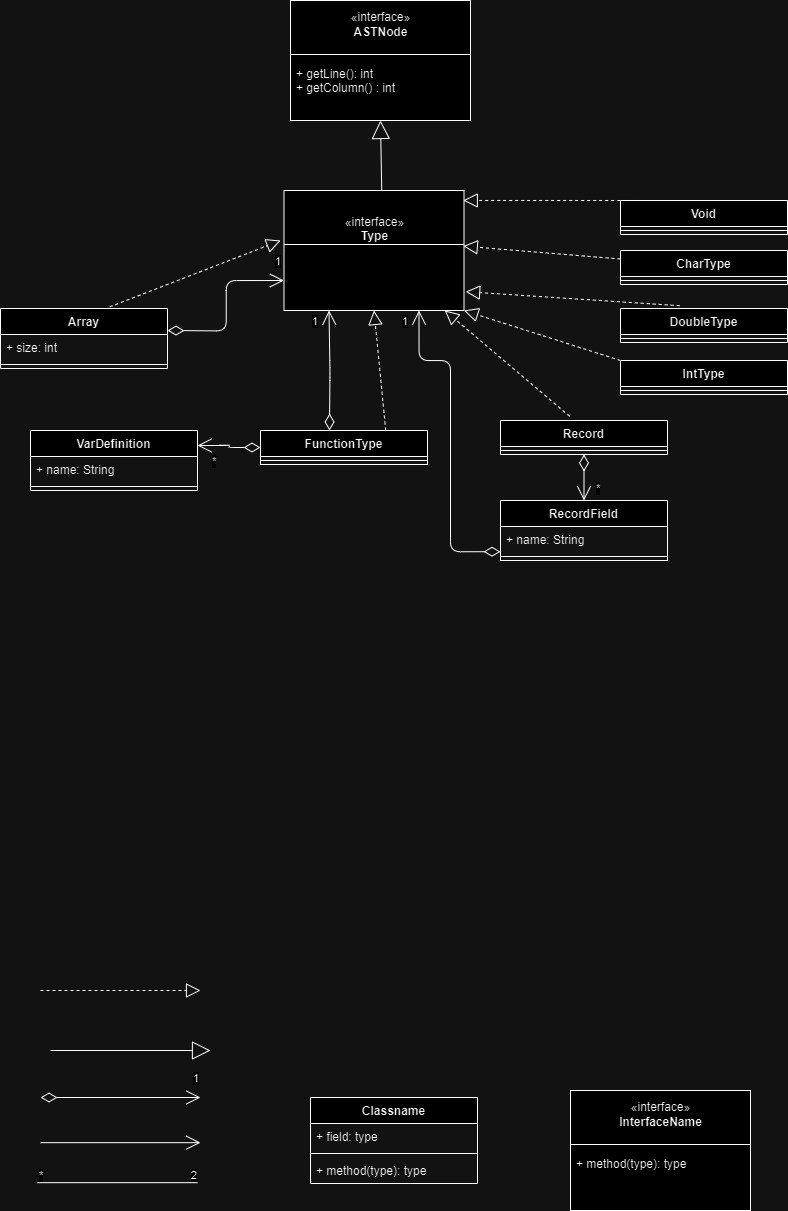 «interface»
ASTNode
+ getLine(): int
+ getColumn() : int
«interface»
Type
Void
CharType
DoubleType
IntType
1
Array
+ size: int
1
1
VarDefinition
+ name: String
*
FunctionType
Record
*
RecordField
+ name: String
1
*
2
Classname
+ field: type
+ method(type): type
«interface»
InterfaceName
+ method(type): type